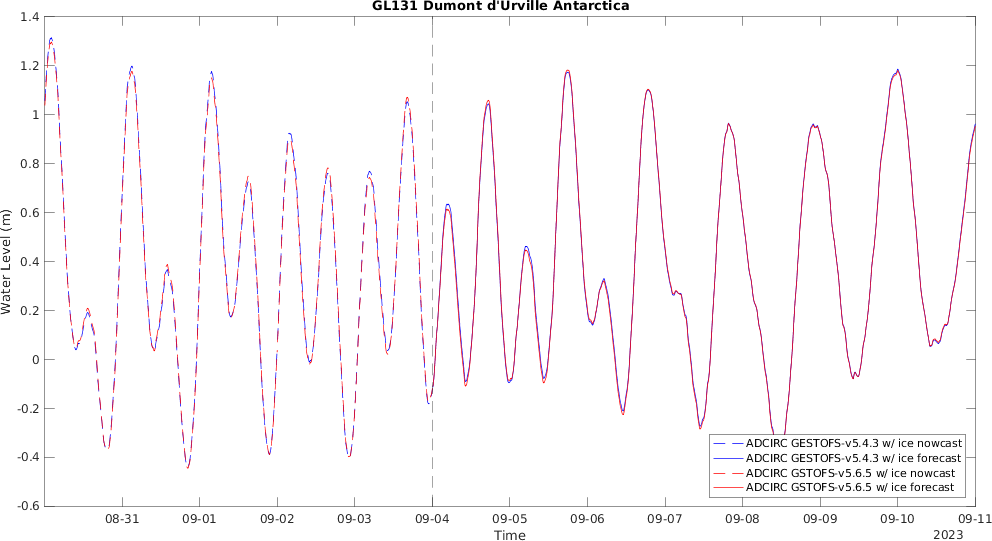 GL131 Dumont d'Urville Antarctica
1.4
1.2
1
0.8
0.6
0.4
0.2
0
-0.2
-0.4
-0.6
Water Level (m)
ADCIRC GESTOFS-v5.4.3 w/ ice nowcast
ADCIRC GESTOFS-v5.4.3 w/ ice forecast
ADCIRC GSTOFS-v5.6.5 w/ ice nowcast
ADCIRC GSTOFS-v5.6.5 w/ ice forecast
08-31 09-01 09-02 09-03 09-04 09-05 09-06 09-07 09-08 09-09 09-10 09-11
Time
2023